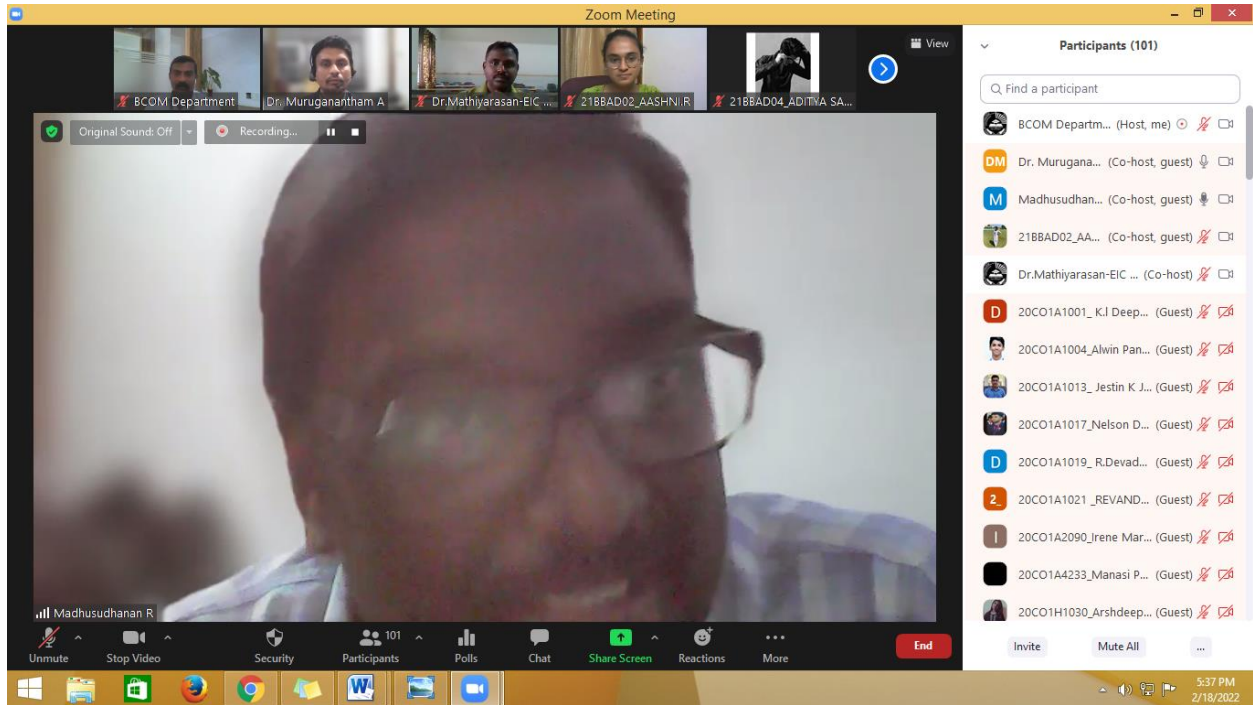 Zoom Meeting
BCOM Department
Dr. Muruganantham A
Dr.Mathiyarasan-EIC ...
21BBAD02_AASHNI.R
21BBAD04_ADITYA SA...
View
Original Sound: Off
Recording...
Madhusudhanan R
Unmute
Stop Video
Security
101
Participants
Polls
Chat
Share Screen
Reactions
More
End
Participants (101)
Find a participant
BCOM Departm... (Host, me)
DM Dr. Murugana... (Co-host, guest)
M Madhusudhan... (Co-host, guest)
21BBAD02_AA... (Co-host, guest)
Dr.Mathiyarasan-EIC ... (Co-host)
D 20CO1A1001_ K.l Deep... (Guest)
20CO1A1004_Alwin Pan... (Guest)
20CO1A1013_ Jestin K J... (Guest)
20CO1A1017_Nelson D... (Guest)
D 20CO1A1019_ R.Devad... (Guest)
2_ 20CO1A1021 _REVAND... (Guest)
I 20CO1A2090_Irene Mar... (Guest)
20CO1A4233_Manasi P... (Guest)
20CO1H1030_Arshdeep... (Guest)
Invite
Mute All
...
5:37 PM
2/18/2022